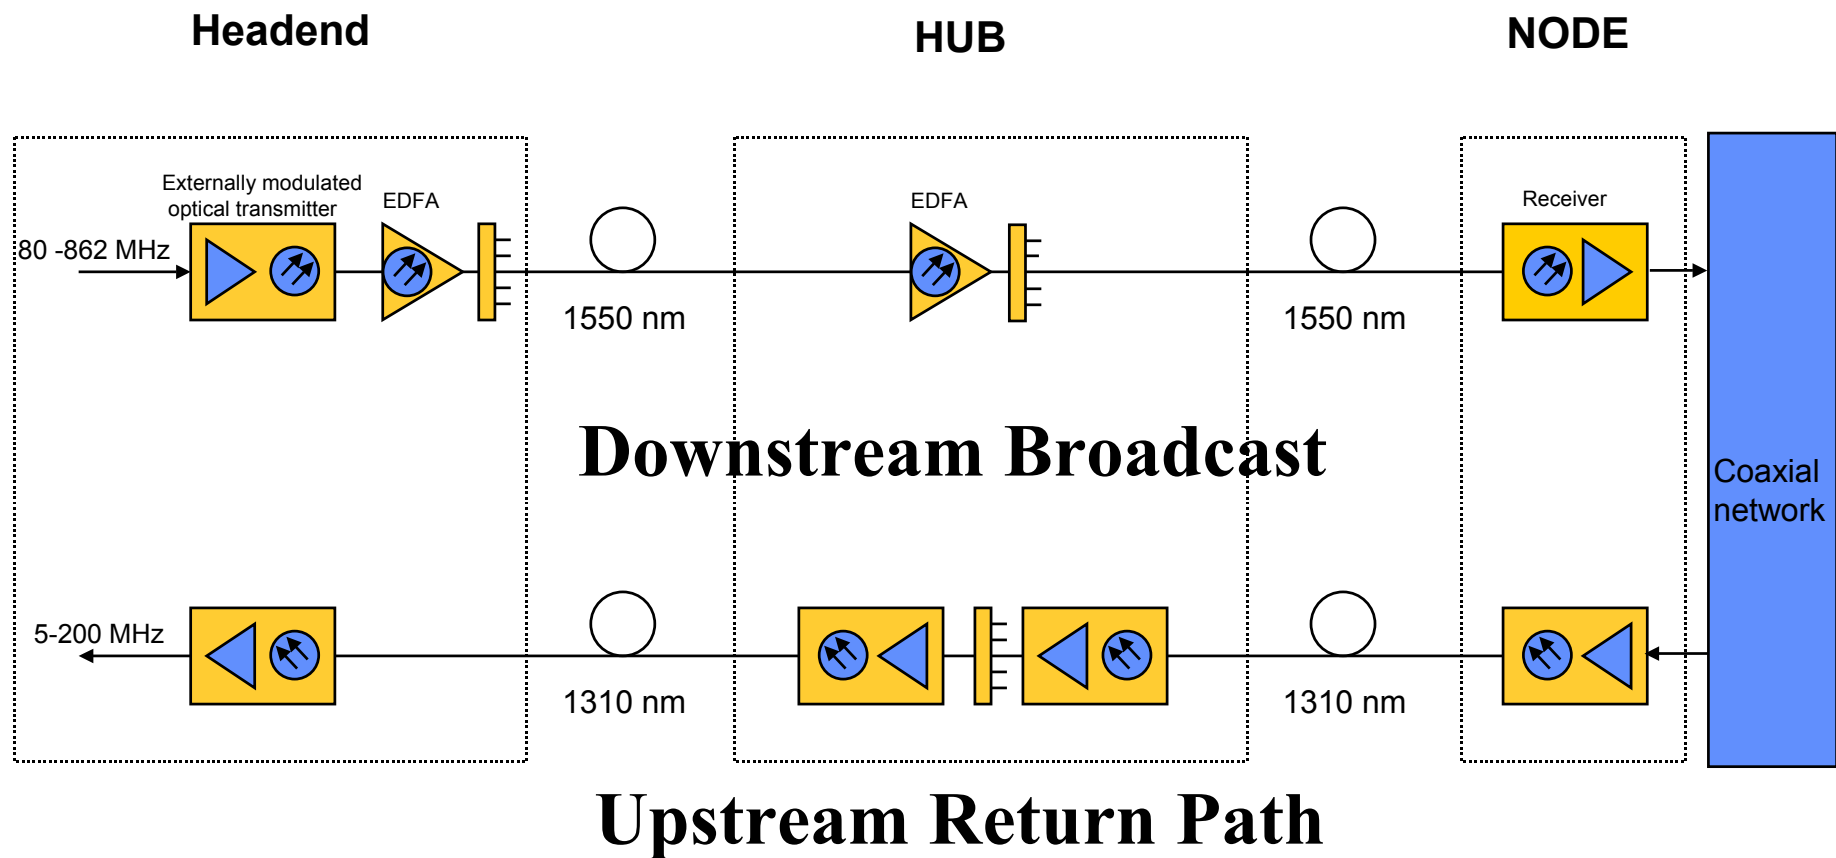 Headend
HUB
NODE
Externally modulated
optical transmitter
EDFA
EDFA
Receiver
80 -862 MHz
1550 nm
1550 nm
Downstream Broadcast
Coaxial
network
5-200 MHz
1310 nm
1310 nm
Upstream Return Path